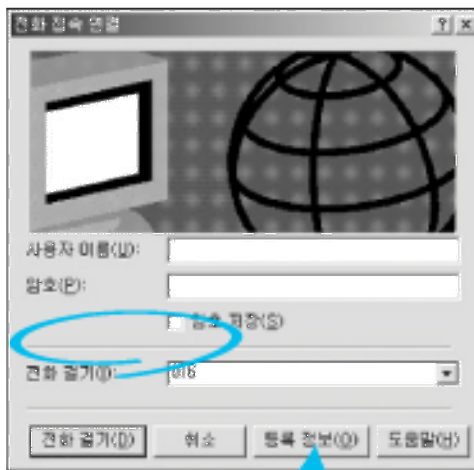 전화 접속 연결
사용자 이름(U):
암호(P):
암호 저장(S)
전화 걸기(I): 016
전화 걸기(D) 취소 등록 정보(O) 도움말(H)